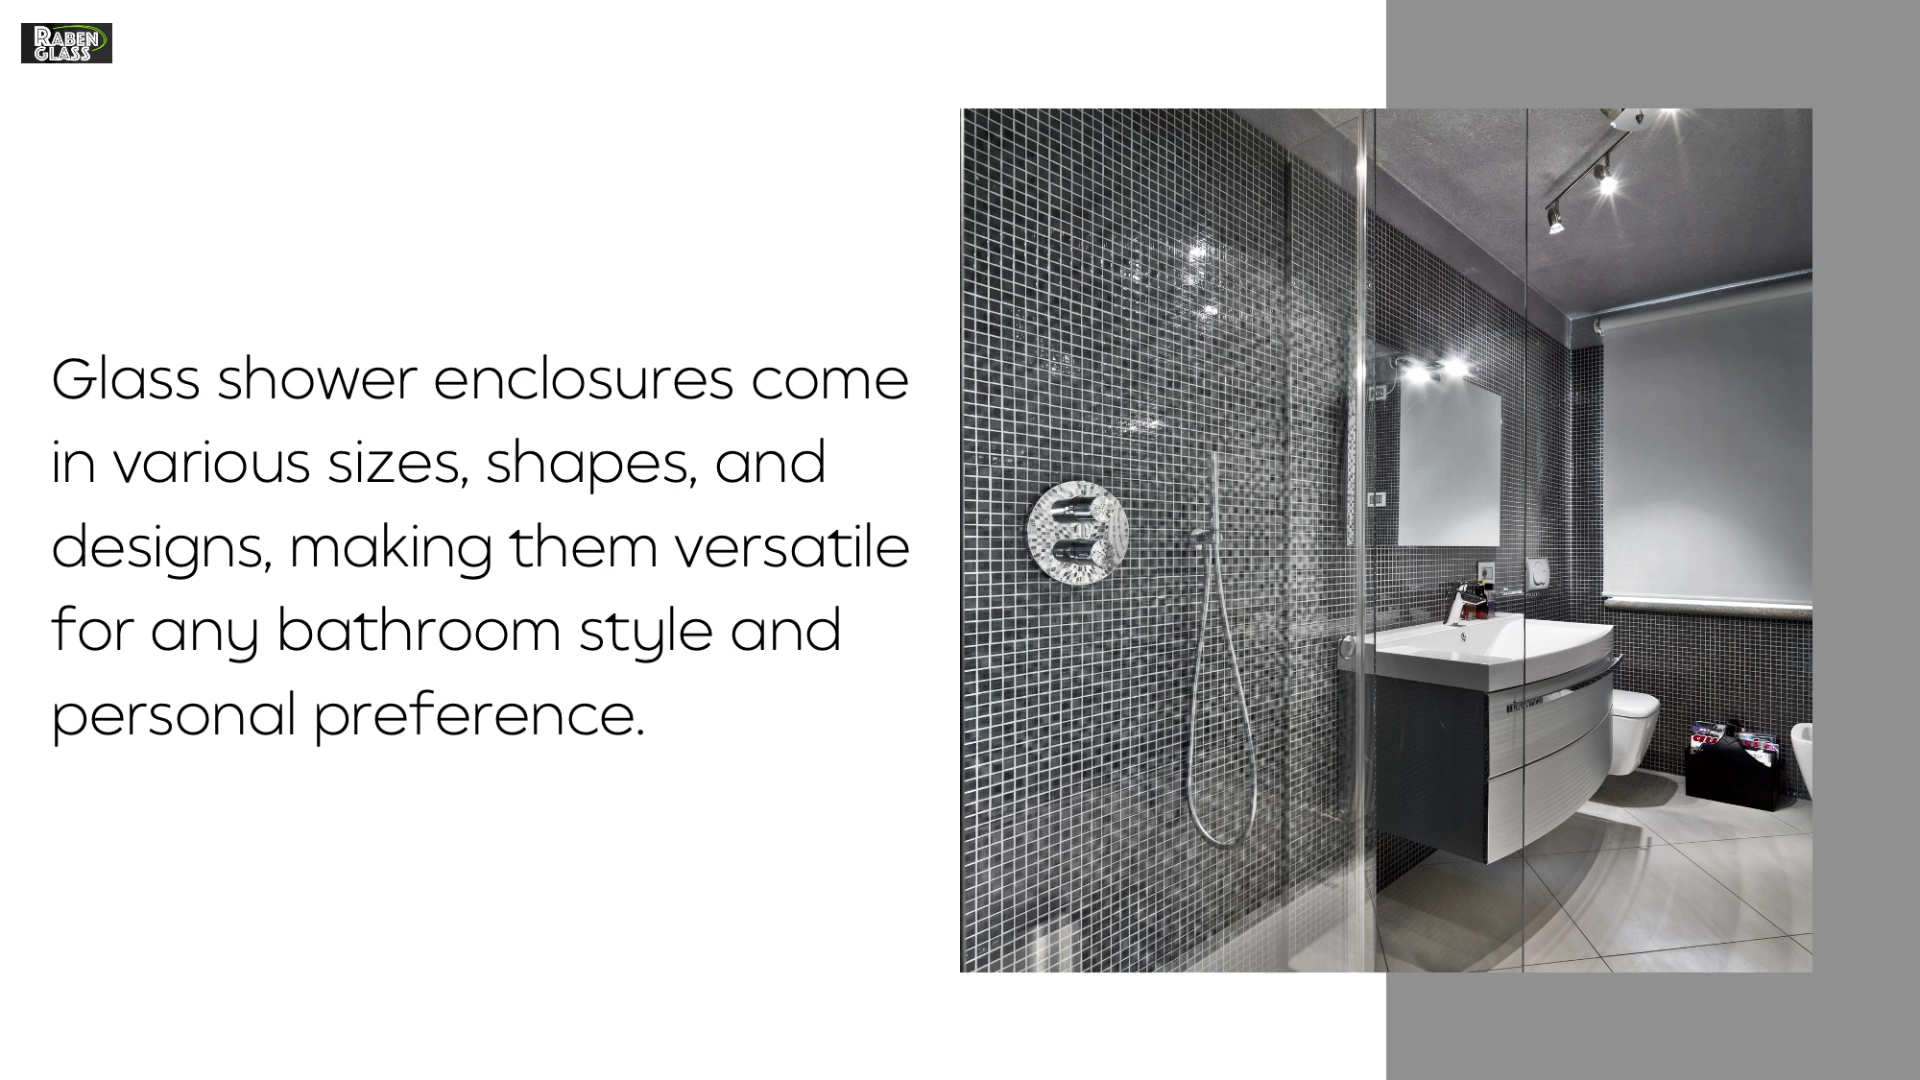 RABEN
GLASS
Glass shower enclosures come
in various sizes, shapes, and
designs, making them versatile
for any bathroom style and
personal preference.